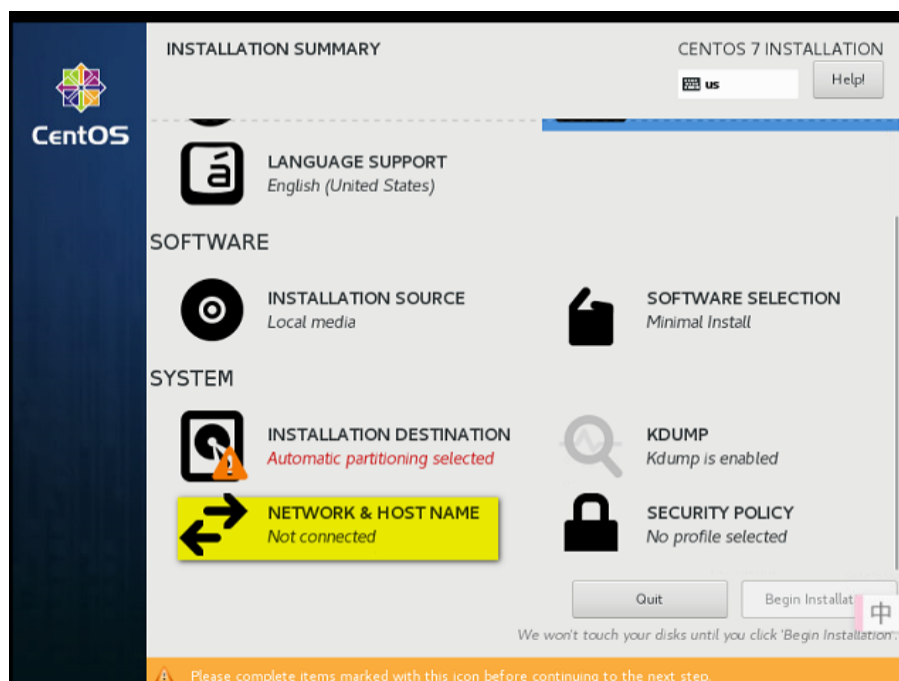 INSTALLATION SUMMARY
CENTOS 7 INSTALLATION
us
Help!
CentOS
á
LANGUAGE SUPPORT
English (United States)
SOFTWARE
INSTALLATION SOURCE
Local media
SOFTWARE SELECTION
Minimal Install
SYSTEM
INSTALLATION DESTINATION
Automatic partitioning selected
KDUMP
Kdump is enabled
NETWORK & HOST NAME
Not connected
SECURITY POLICY
No profile selected
Quit
Begin Installat
中
We won't touch your disks until you click 'Begin Installation'.
Please complete items marked with this icon before continuing to the next step.